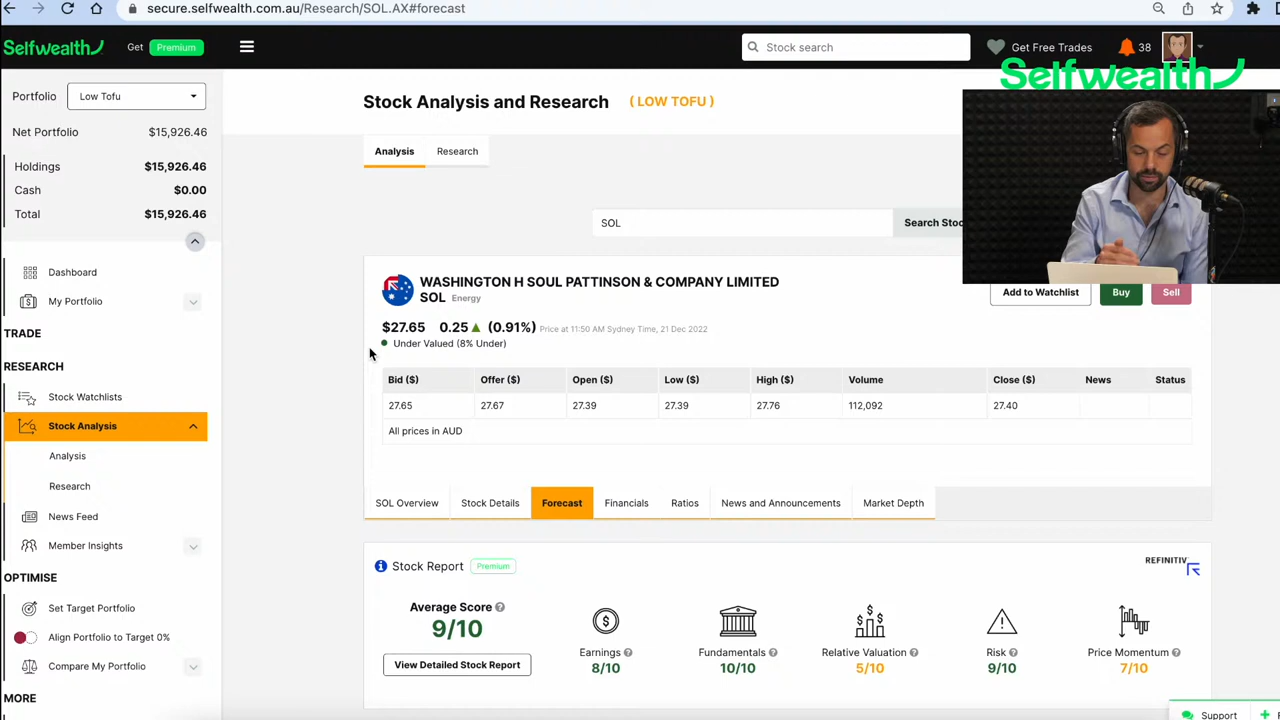 secure.selfwealth.com.au/Research/SOL.AX#forecast
Selfwealth
Get
Premium
Stock search
Get Free Trades
38
Selfwealth
Portfolio
Low Tofu
Net Portfolio
$15,926.46
Holdings
$15,926.46
Cash
$0.00
Total
$15,926.46
Dashboard
My Portfolio
TRADE
RESEARCH
Stock Watchlists
Stock Analysis
Analysis
Research
News Feed
Member Insights
OPTIMISE
Set Target Portfolio
Align Portfolio to Target 0%
Compare My Portfolio
MORE
Stock Analysis and Research
( LOW TOFU )
Analysis
Research
SOL
Search Stoc
WASHINGTON H SOUL PATTINSON & COMPANY LIMITED
SOL Energy
Add to Watchlist
Buy
Sell
$27.65 0.25 ▲ (0.91%) Price at 11:50 AM Sydney Time, 21 Dec 2022
Under Valued (8% Under)
Bid ($) Offer ($) Open ($) Low ($) High ($) Volume Close ($) News Status
27.65 27.67 27.39 27.39 27.76 112,092 27.40
All prices in AUD
SOL Overview
Stock Details
Forecast
Financials
Ratios
News and Announcements
Market Depth
Stock Report
Premium
REFINITIV
Average Score
9/10
View Detailed Stock Report
Earnings
8/10
Fundamentals
10/10
Relative Valuation
5/10
Risk
9/10
Price Momentum
7/10
Support